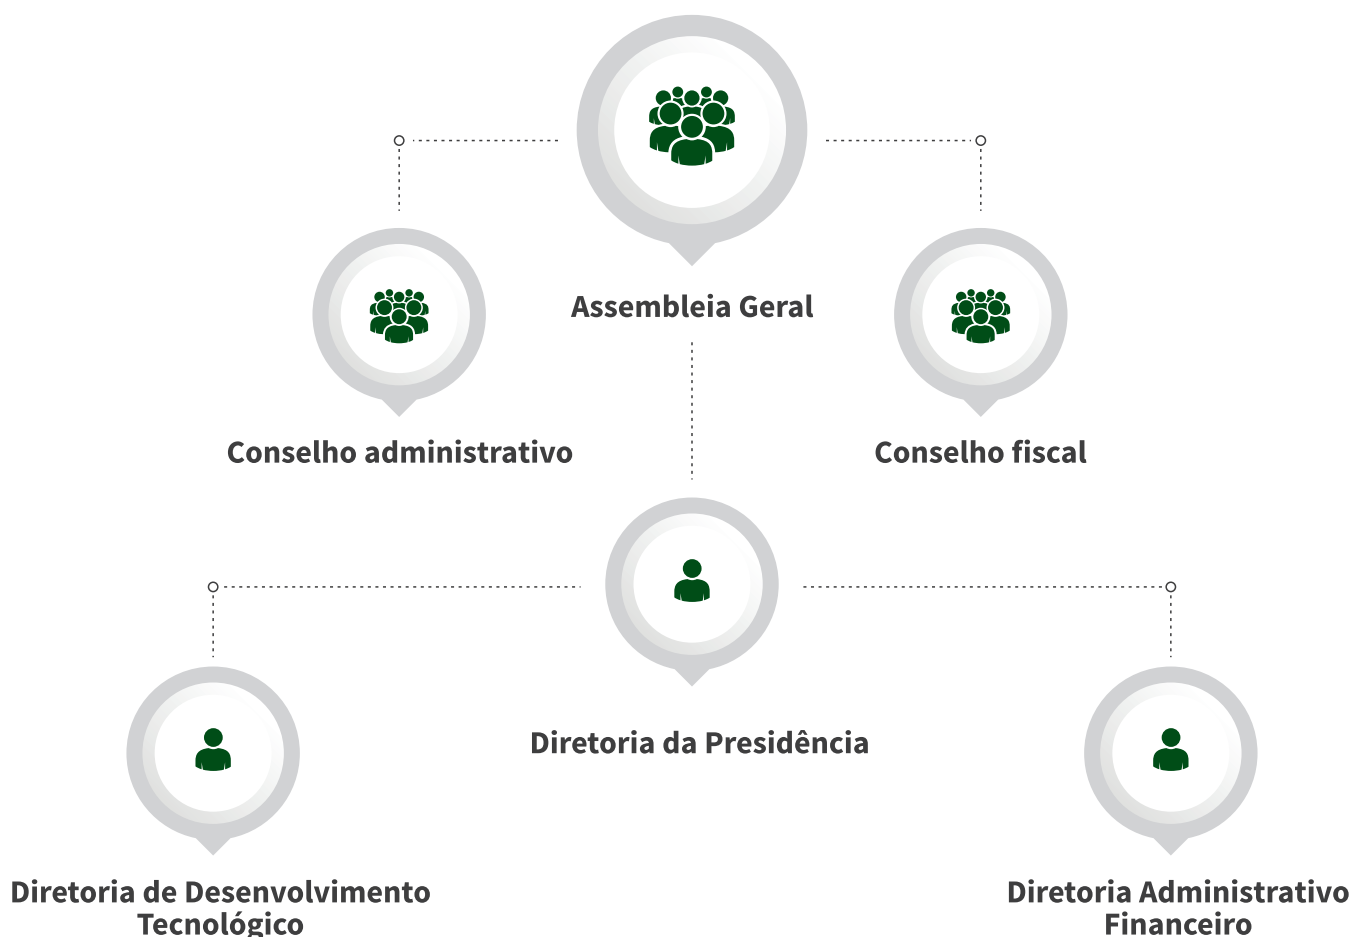 Assembleia Geral
Conselho administrativo
Conselho fiscal
Diretoria da Presidência
Diretoria de Desenvolvimento
Tecnológico
Diretoria Administrativo
Financeiro